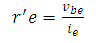 r'e = v_be / i_e